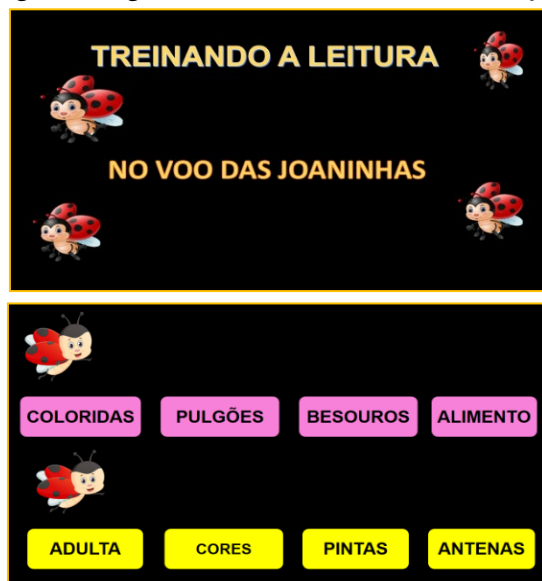 TREINANDO A LEITURA
NO VOO DAS JOANINHAS
COLORIDAS PULGÕES BESOUROS ALIMENTO
ADULTA CORES PINTAS ANTENAS